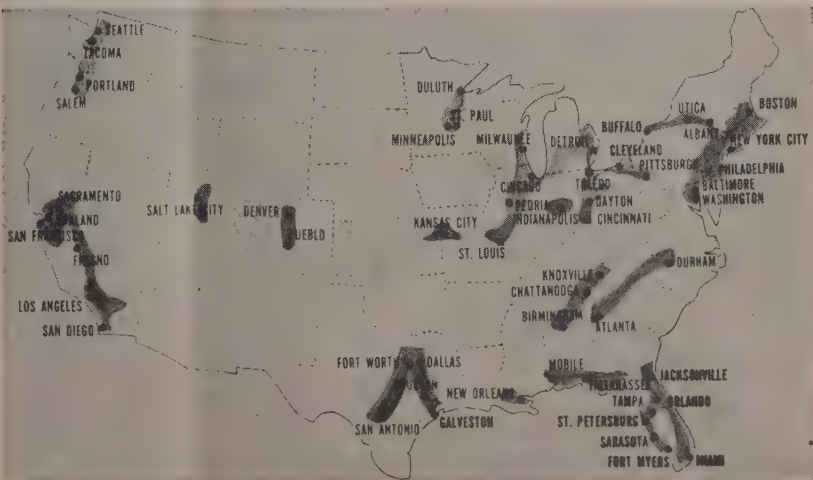 SEATTLE
TACOMA
PORTLAND
SALEM
DULUTH
ST. PAUL
MINNEAPOLIS
MILWAUKEE
DETROIT
BUFFALO
UTICA
ALBANY
BOSTON
NEW YORK CITY
CLEVELAND
PITTSBURGH
PHILADELPHIA
CHICAGO
TOLEDO
BALTIMORE
WASHINGTON
PEORIA
DAYTON
INDIANAPOLIS
CINCINNATI
SACRAMENTO
OAKLAND
SAN FRANCISCO
FRESNO
SALT LAKE CITY
DENVER
PUEBLO
KANSAS CITY
ST. LOUIS
LOS ANGELES
SAN DIEGO
KNOXVILLE
CHATTANOOGA
DURHAM
BIRMINGHAM
ATLANTA
FORT WORTH
DALLAS
SAN ANTONIO
GALVESTON
NEW ORLEANS
MOBILE
TALLAHASSEE
JACKSONVILLE
TAMPA
ORLANDO
ST. PETERSBURG
SARASOTA
FORT MYERS
MIAMI